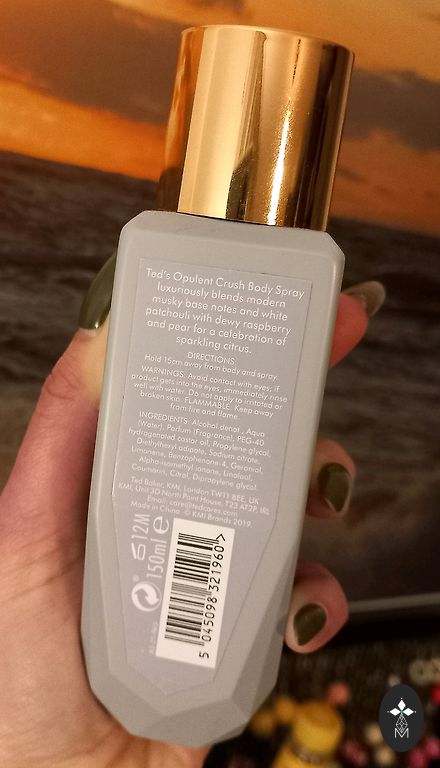 Ted's Opulent Crush Body Spray
luxuriously blends modern
musky base notes and white
patchouli with dewy raspberry
and pear for a celebration of
sparkling citrus.
DIRECTIONS:
Hold 15cm away from body and spray.
WARNINGS: Avoid contact with eyes, if
product gets into the eyes, immediately rinse
well with water. Do not apply to irritated or
broken skin. FLAMMABLE. Keep away
from fire and flame.
INGREDIENTS: Alcohol denat., Aqua
(Water), Parfum (Fragrance), PEG-40
hydrogenated castor oil, Propylene glycol,
Diethylhexyl adipate, Sodium citrate,
Limonene, Benzophenone-4, Geraniol,
Alpha-isomethyl ionone, Linalool,
Coumarin, Citral, Dipropylene glycol.
Ted Baker, KMI, London TW11 8EE, UK
KMI, Unit 3D North Point House, T23 AT2P, IRL
Email: care@tedcares.com
Made in China. © KMI Brands 2019.
12M
150ml e
5 045098 321960>
M